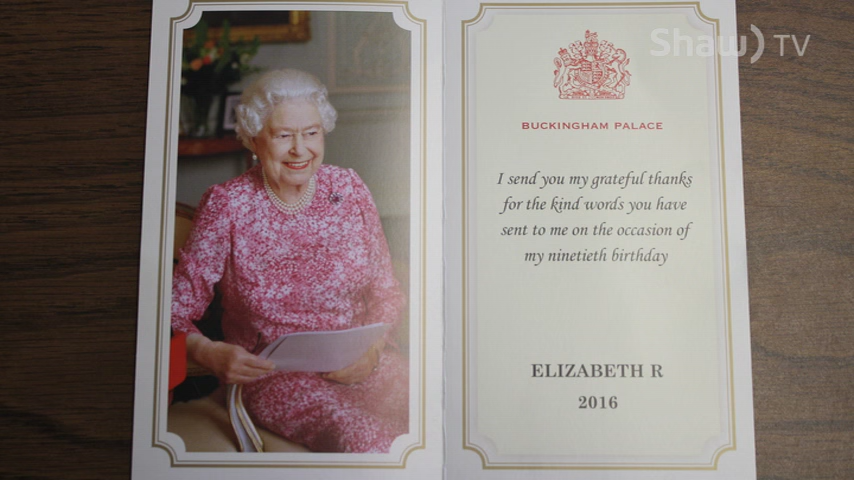 Shaw) TV
BUCKINGHAM PALACE
I send you my grateful thanks
for the kind words you have
sent to me on the occasion of
my ninetieth birthday
ELIZABETH R
2016